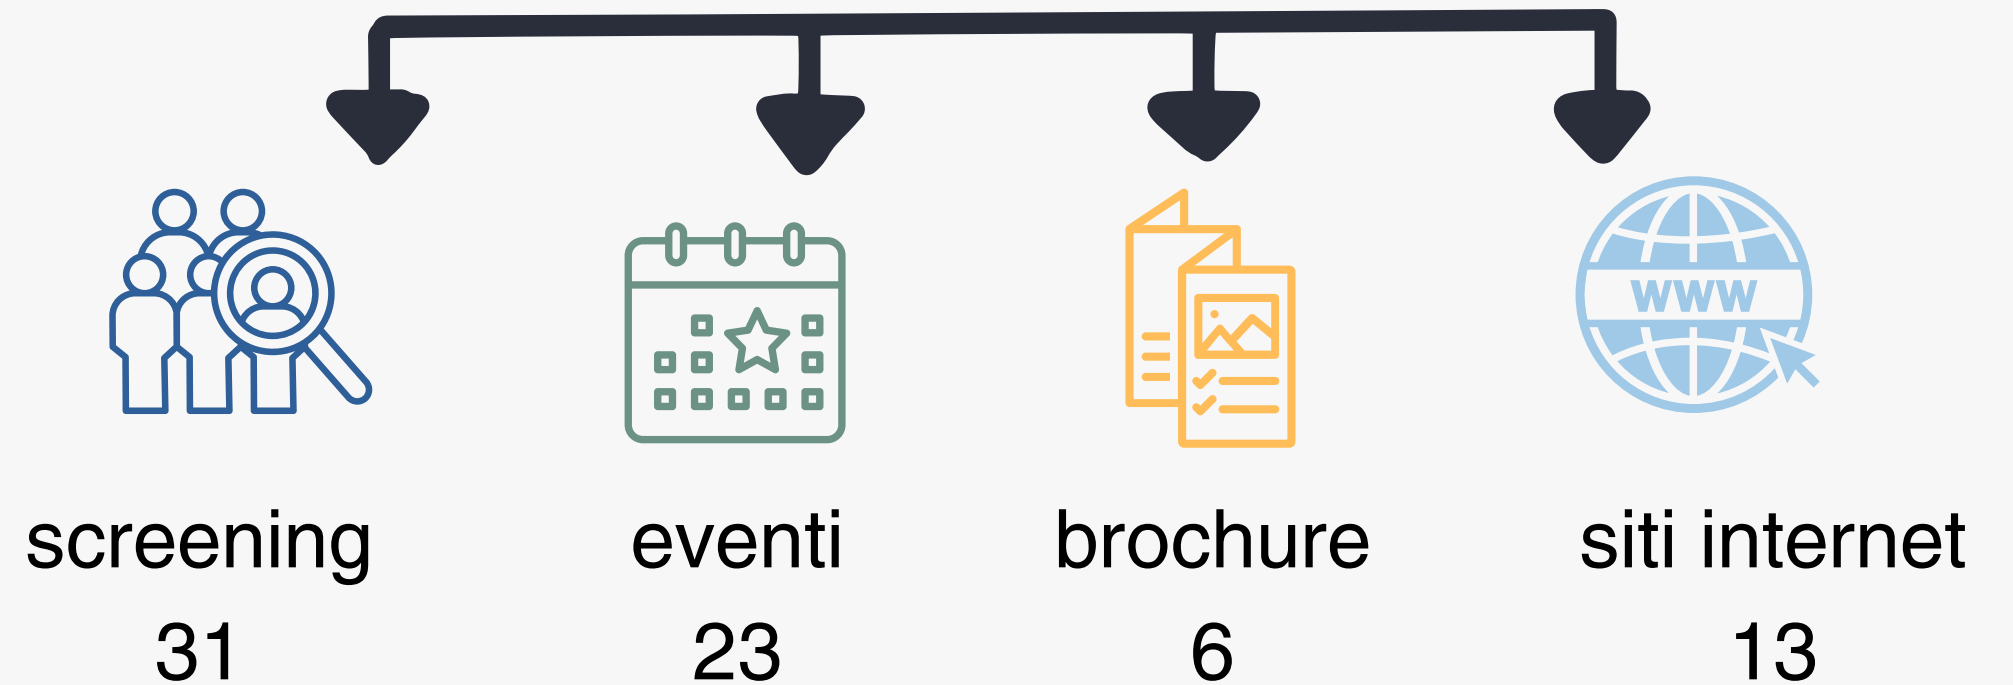 WWW
screening
eventi
brochure
siti internet
31
23
6
13